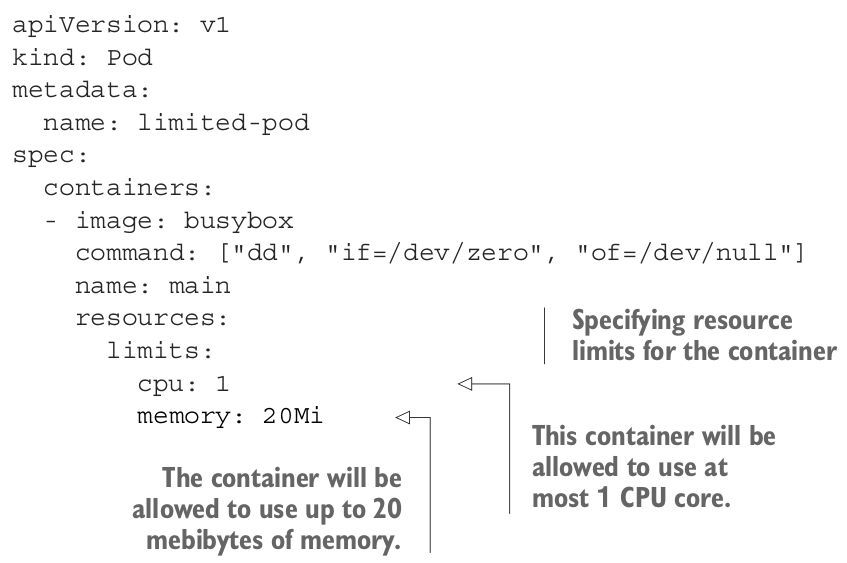 apiVersion: v1
kind: Pod
metadata:
  name: limited-pod
spec:
  containers:
  - image: busybox
    command: ["dd", "if=/dev/zero", "of=/dev/null"]
    name: main
    resources:
      limits:
        cpu: 1
        memory: 20Mi
Specifying resource
limits for the container
This container will be
allowed to use at
most 1 CPU core.
The container will be
allowed to use up to 20
mebibytes of memory.